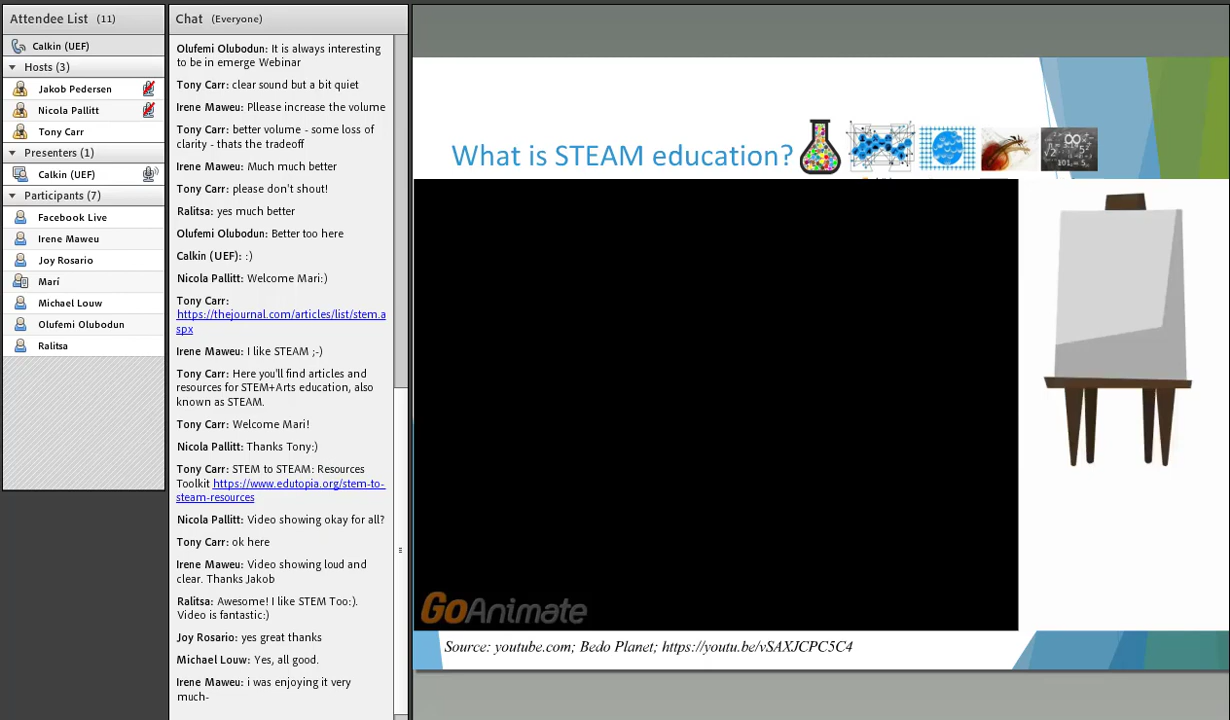 Attendee List (11)
Calkin (UEF)
Hosts (3)
Jakob Pedersen
Nicola Pallitt
Tony Carr
Presenters (1)
Calkin (UEF)
Participants (7)
Facebook Live
Irene Maweu
Joy Rosario
Mari
Michael Louw
Olufemi Olubodun
Ralitsa
Chat (Everyone)
Olufemi Olubodun: It is always interesting
to be in emerge Webinar
Tony Carr: clear sound but a bit quiet
Irene Maweu: Pllease increase the volume
Tony Carr: better volume - some loss of
clarity - thats the tradeoff
Irene Maweu: Much much better
Tony Carr: please don't shout!
Ralitsa: yes much better
Olufemi Olubodun: Better too here
Calkin (UEF): :)
Nicola Pallitt: Welcome Mari:)
Tony Carr:
https://thejournal.com/articles/list/stem.a
spx
Irene Maweu: I like STEAM ;-)
Tony Carr: Here you'll find articles and
resources for STEM+Arts education, also
known as STEAM.
Tony Carr: Welcome Mari!
Nicola Pallitt: Thanks Tony:)
Tony Carr: STEM to STEAM: Resources
Toolkit https://www.edutopia.org/stem-to-
steam-resources
Nicola Pallitt: Video showing okay for all?
Tony Carr: ok here
Irene Maweu: Video showing loud and
clear. Thanks Jakob
Ralitsa: Awesome! I like STEM Too:).
Video is fantastic:)
Joy Rosario: yes great thanks
Michael Louw: Yes, all good.
Irene Maweu: i was enjoying it very
much-
What is STEAM education?
GoAnimate
Source: youtube.com; Bedo Planet; https://youtu.be/vSAXJCPC5C4